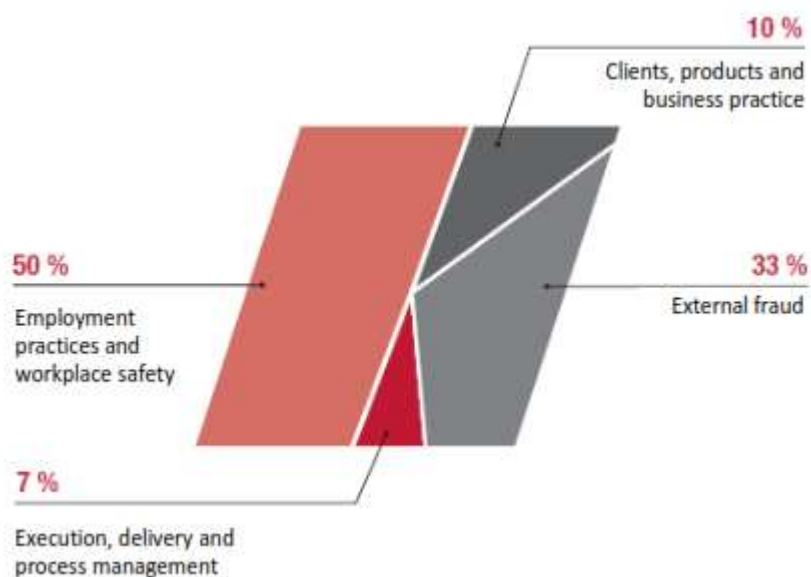 10 %
Clients, products and
business practice
50 %
Employment
practices and
workplace safety
33 %
External fraud
7 %
Execution, delivery and
process management